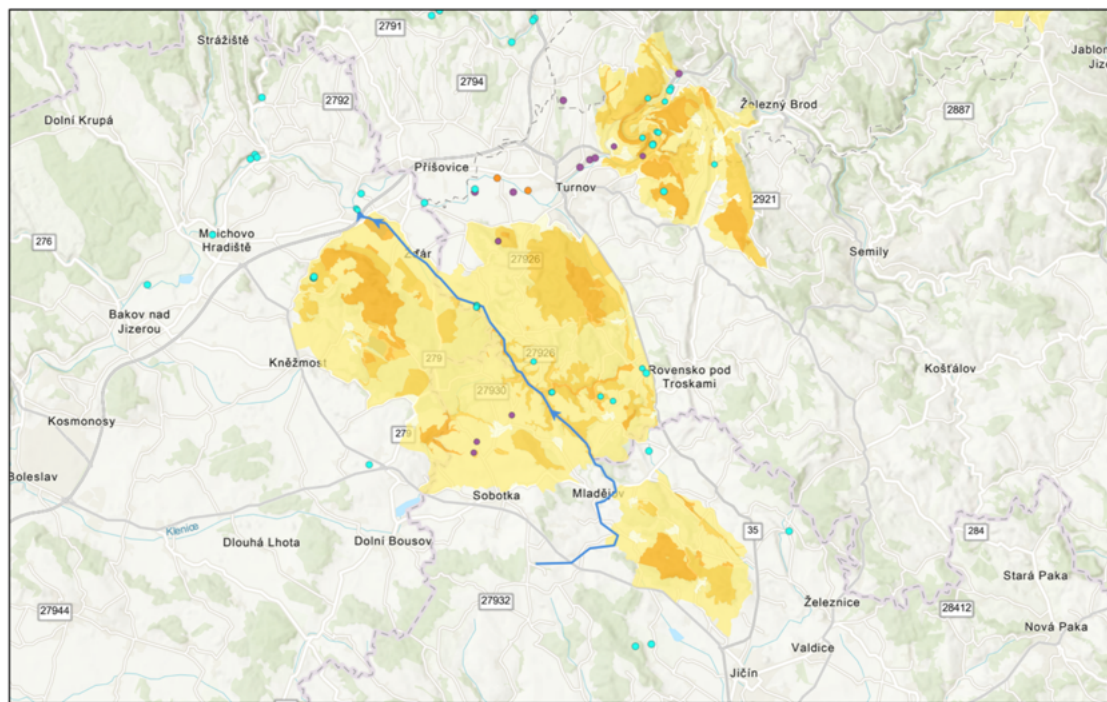 2791
Strážiště
Jablon
Jize
2794
2792
Železný Brod
2887
Dolní Krupá
Příšovice
Turnov
2921
276
Mnichovo
Hradiště
Žďár
Semily
27926
Bakov nad
Jizerou
Kněžmost
279
27926
Rovensko pod
Troskami
Košťálov
27930
Kosmonosy
279
Boleslav
Sobotka
Mladějov
Klenice
Dlouhá Lhota
Dolní Bousov
35
284
Stará Paka
27944
27932
Železnice
28412
Nová Paka
Valdice
Jičín